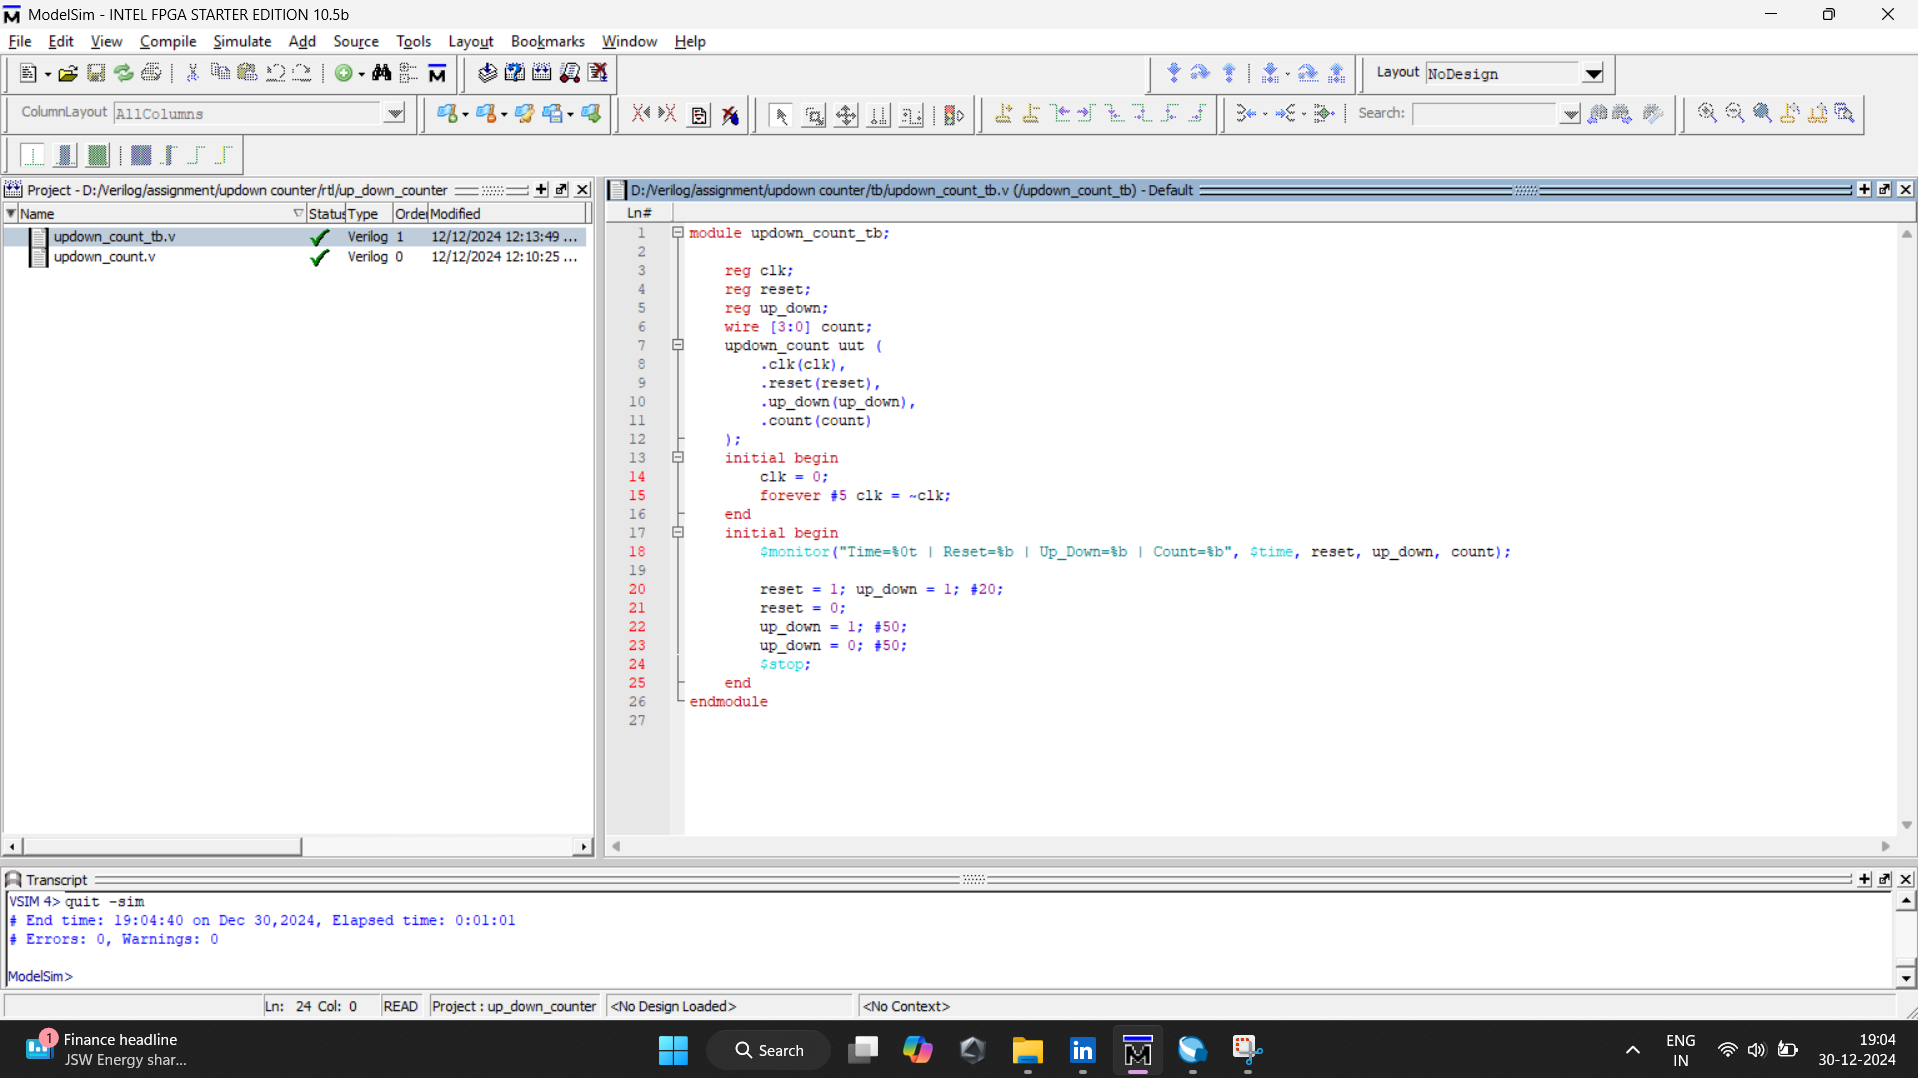 ModelSim - INTEL FPGA STARTER EDITION 10.5b
File Edit View Compile Simulate Add Source Tools Layout Bookmarks Window Help
Layout NoDesign
ColumnLayout AllColumns
Search:
Project - D:/Verilog/assignment/updown counter/rtl/up_down_counter
Name Status Type Order Modified
updown_count_tb.v Verilog 1 12/12/2024 12:13:49 ...
updown_count.v Verilog 0 12/12/2024 12:10:25 ...
D:/Verilog/assignment/updown counter/tb/updown_count_tb.v (/updown_count_tb) - Default
Ln#
1 module updown_count_tb;
2
3 reg clk;
4 reg reset;
5 reg up_down;
6 wire [3:0] count;
7 updown_count uut (
8 .clk(clk),
9 .reset(reset),
10 .up_down(up_down),
11 .count(count)
12 );
13 initial begin
14 clk = 0;
15 forever #5 clk = ~clk;
16 end
17 initial begin
18 $monitor("Time=%0t | Reset=%b | Up_Down=%b | Count=%b", $time, reset, up_down, count);
19
20 reset = 1; up_down = 1; #20;
21 reset = 0;
22 up_down = 1; #50;
23 up_down = 0; #50;
24 $stop;
25 end
26 endmodule
27
Transcript
VSIM 4> quit -sim
# End time: 19:04:40 on Dec 30,2024, Elapsed time: 0:01:01
# Errors: 0, Warnings: 0
ModelSim>
Ln: 24 Col: 0 READ Project : up_down_counter <No Design Loaded> <No Context>
1
Finance headline
JSW Energy shar...
Search
ENG
IN
19:04
30-12-2024